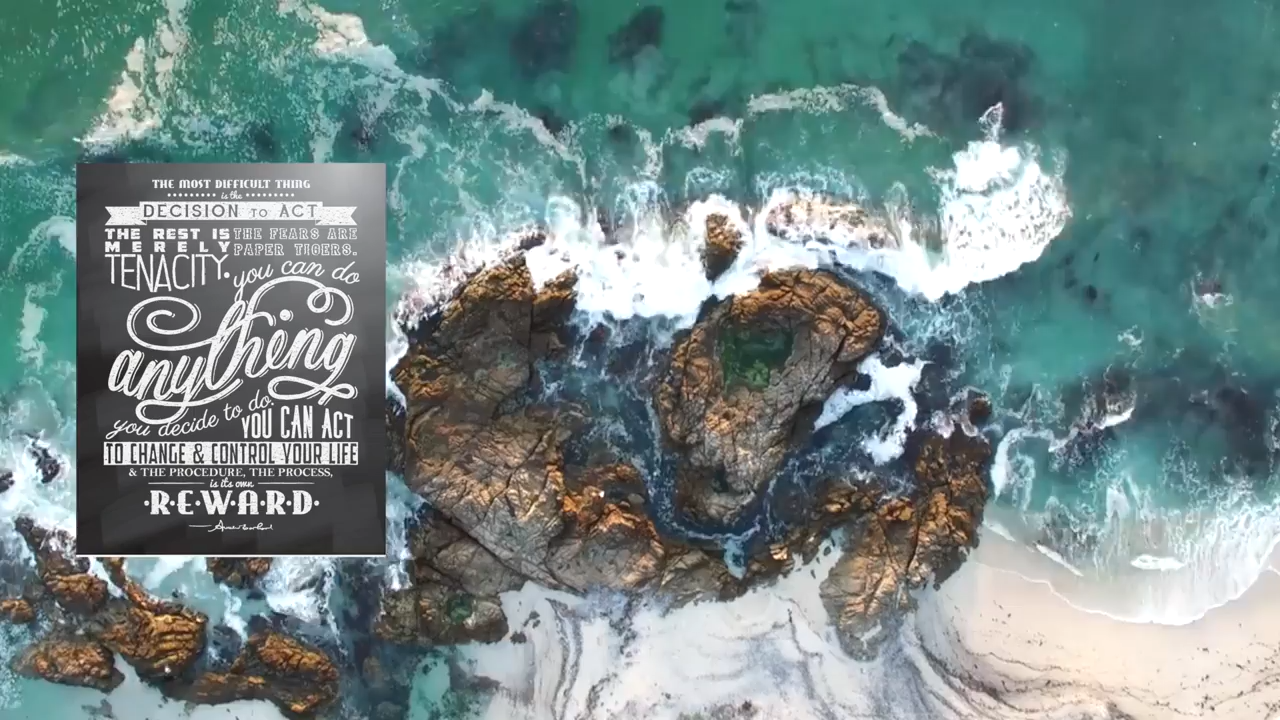 THE MOST DIFFICULT THING
is the
DECISION TO ACT
THE REST IS
MERELY
TENACITY.
THE FEARS ARE
PAPER TIGERS.
you can do
anything
you decide to do
YOU CAN ACT
TO CHANGE & CONTROL YOUR LIFE
& THE PROCEDURE, THE PROCESS,
is its own
·R·E·W·A·R·D·